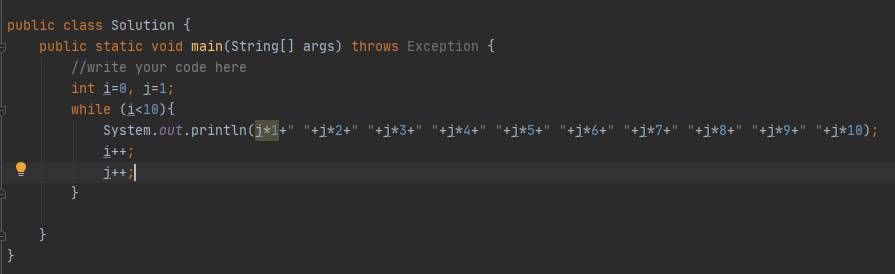 public class Solution {
    public static void main(String[] args) throws Exception {
        //write your code here
        int i=0, j=1;
        while (i<10){
            System.out.println(j*1+" "+j*2+" "+j*3+" "+j*4+" "+j*5+" "+j*6+" "+j*7+" "+j*8+" "+j*9+" "+j*10);
            i++;
            j++;
        }
    }
}